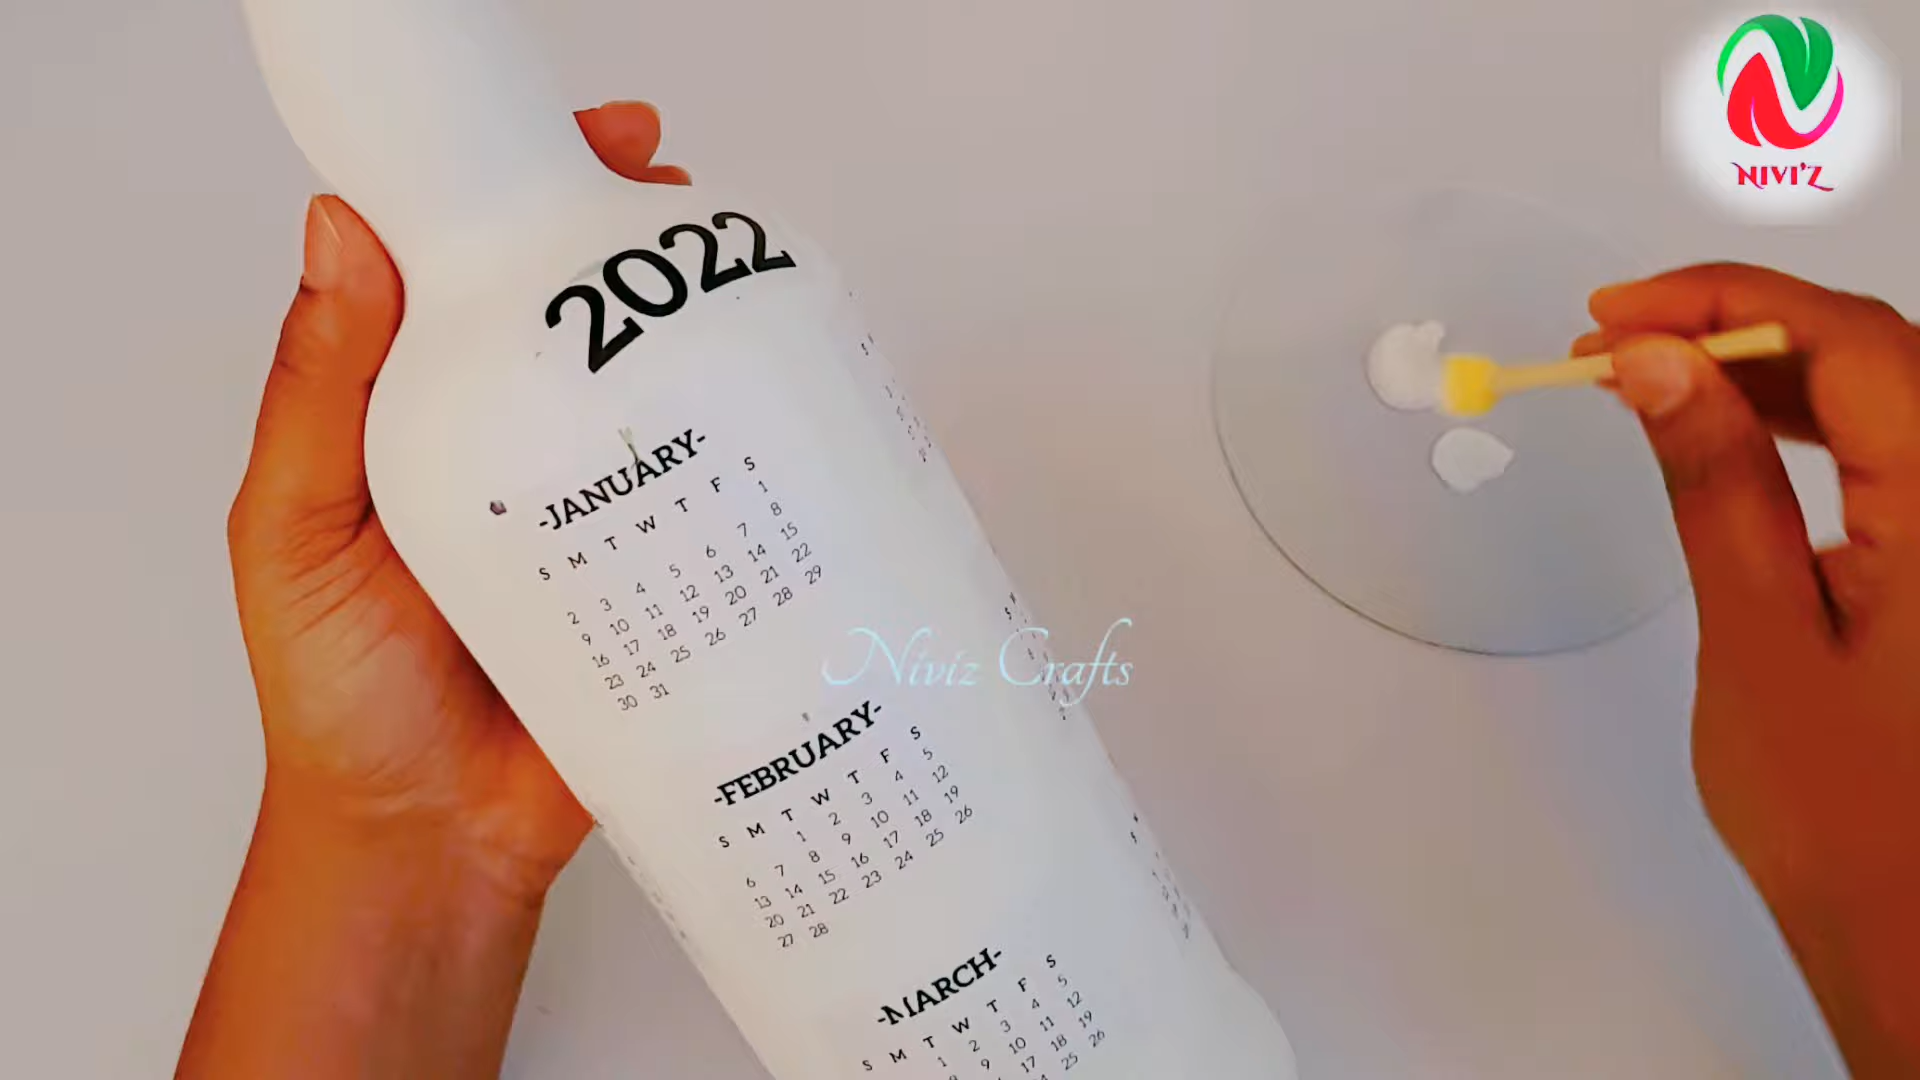 NIVI'Z
2022
-JANUARY-
S M T W T F S
1
2 3 4 5 6 7 8
9 10 11 12 13 14 15
16 17 18 19 20 21 22
23 24 25 26 27 28 29
30 31
Niviz Crafts
-FEBRUARY-
S M T W T F S
1 2 3 4 5
6 7 8 9 10 11 12
13 14 15 16 17 18 19
20 21 22 23 24 25 26
27 28
-MARCH-
S M T W T F S
1 2 3 4 5
9 10 11 12
17 18 19
25 26